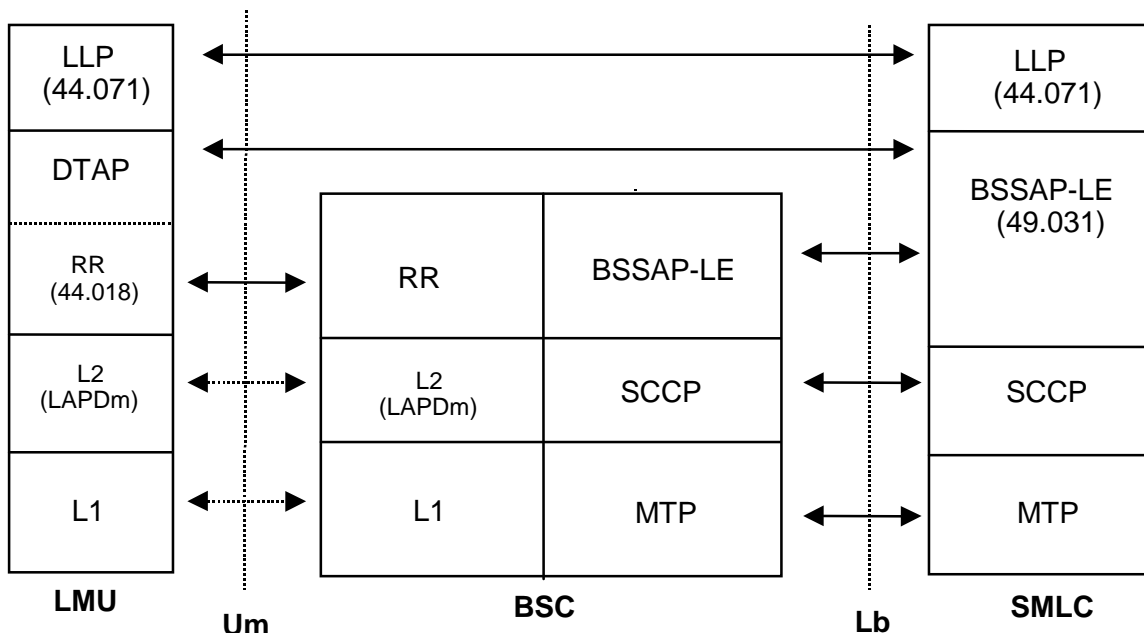 LLP
(44.071)
DTAP
RR
(44.018)
L2
(LAPDm)
L1
LMU
Um
RR
BSSAP-LE
L2
(LAPDm)
SCCP
L1
MTP
BSC
Lb
LLP
(44.071)
BSSAP-LE
(49.031)
SCCP
MTP
SMLC